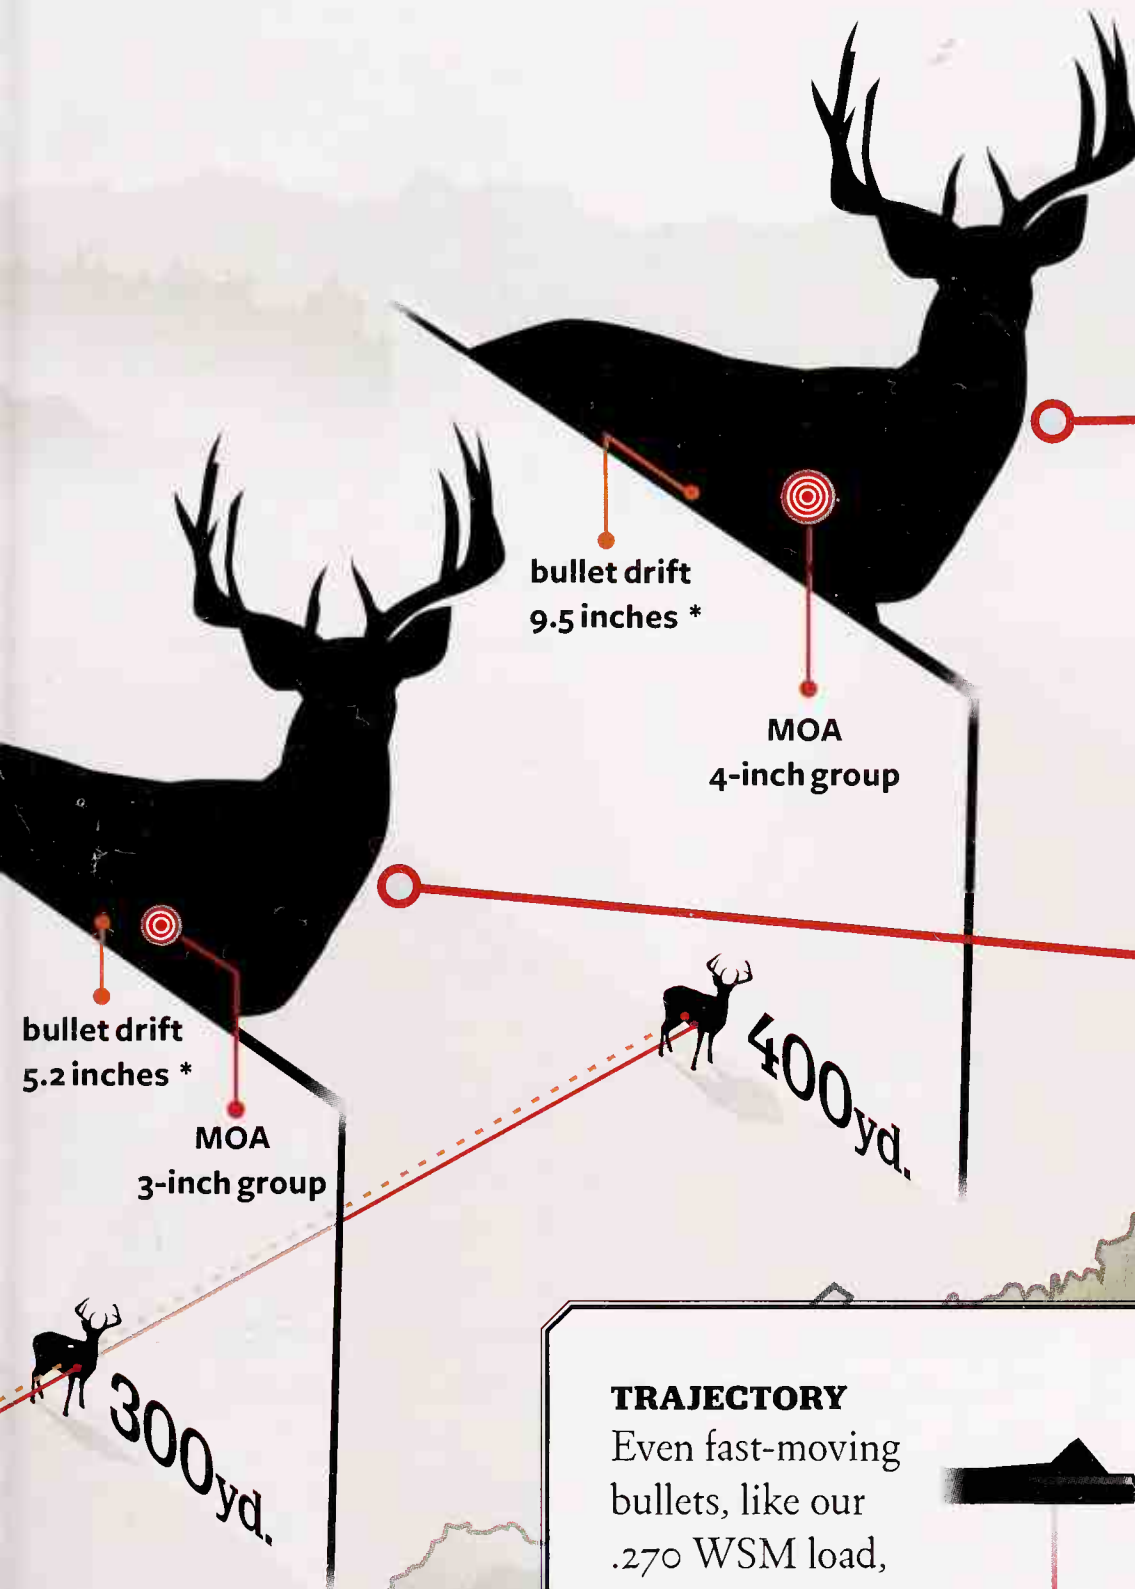 bullet drift
9.5 inches *
MOA
4-inch group
bullet drift
5.2 inches *
MOA
3-inch group
400yd.
300yd.
TRAJECTORY
Even fast-moving
bullets, like our
.270 WSM load,